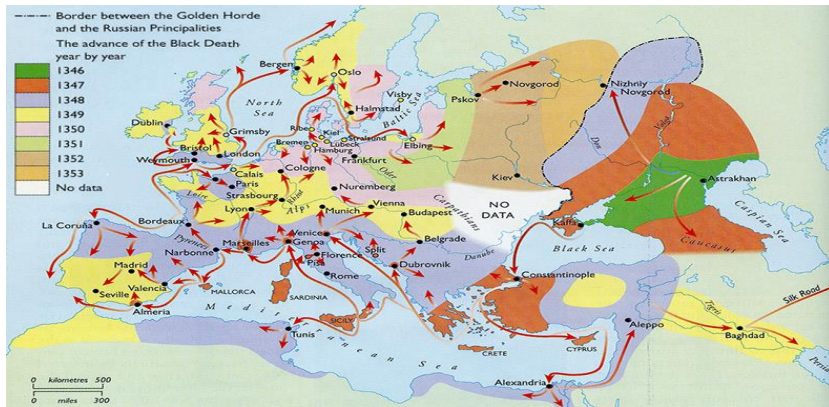 Border between the Golden Horde
and the Russian Principalities
The advance of the Black Death
year by year
1346
1347
1348
1349
1350
1351
1352
1353
No data
Bergen
Oslo
Novgorod
Nizhniy
Novgorod
Pskov
North
Sea
Visby
Baltic Sea
Halmstad
Dublin
Grimsby
Ribe
Kiel
Stralsund
Bremen
Lübeck
Hamburg
Elbing
Bristol
London
Weymouth
Frankfurt
Don
Volga
Calais
Cologne
Oder
Kiev
Astrakhan
Paris
Strasbourg
Rhine
Nuremberg
Loire
Vienna
Carpathians
NO
DATA
Lyon
Alps
Munich
Budapest
Caspian Sea
La Coruña
Bordeaux
Kaffa
Caucasus
Pyrenees
Venice
Belgrade
Marseilles
Genoa
Split
Danube
Black Sea
Narbonne
Florence
Pisa
Dubrovnik
Madrid
Rome
Constantinople
Valencia
MALLORCA
SARDINIA
Seville
Almeria
Mediterranean Sea
SICILY
Tunis
Tigris
Silk Road
Aleppo
Baghdad
CRETE
CYPRUS
Persia
Alexandria
0 kilometres 500
0 miles 300